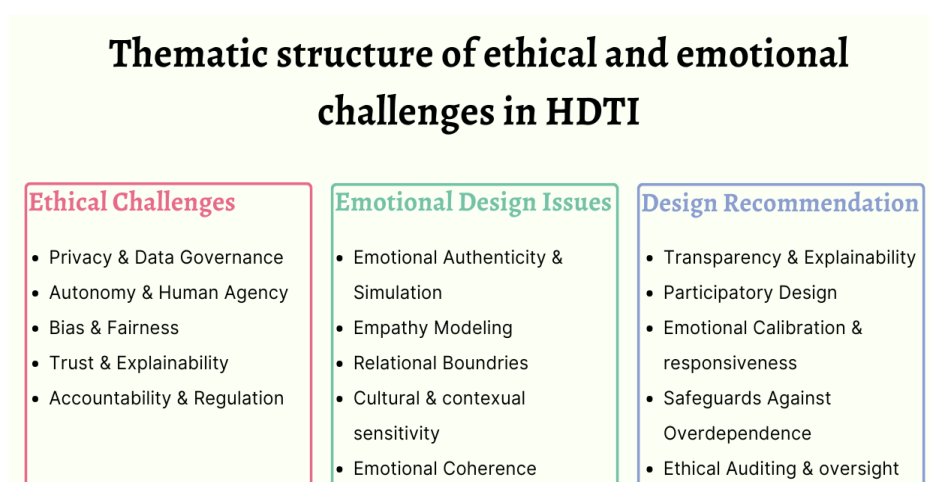 Thematic structure of ethical and emotional
challenges in HDTI
Ethical Challenges
Privacy & Data Governance
Autonomy & Human Agency
Bias & Fairness
Trust & Explainability
Accountability & Regulation
Emotional Design Issues
Emotional Authenticity &
Simulation
Empathy Modeling
Relational Boundries
Cultural & contexual
sensitivity
Emotional Coherence
Design Recommendation
Transparency & Explainability
Participatory Design
Emotional Calibration &
responsiveness
Safeguards Against
Overdependence
Ethical Auditing & oversight